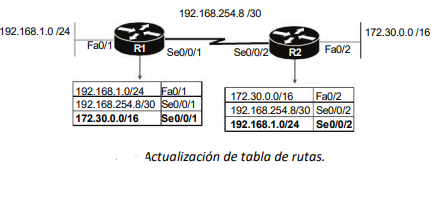 192.168.254.8 /30
192.168.1.0 /24
172.30.0.0 /16
Fa0/1
R1
Se0/0/1
Se0/0/2
R2
Fa0/2
192.168.1.0/24 Fa0/1
192.168.254.8/30 Se0/0/1
172.30.0.0/16 Se0/0/1
172.30.0.0/16 Fa0/2
192.168.254.8/30 Se0/0/2
192.168.1.0/24 Se0/0/2
Actualización de tabla de rutas.